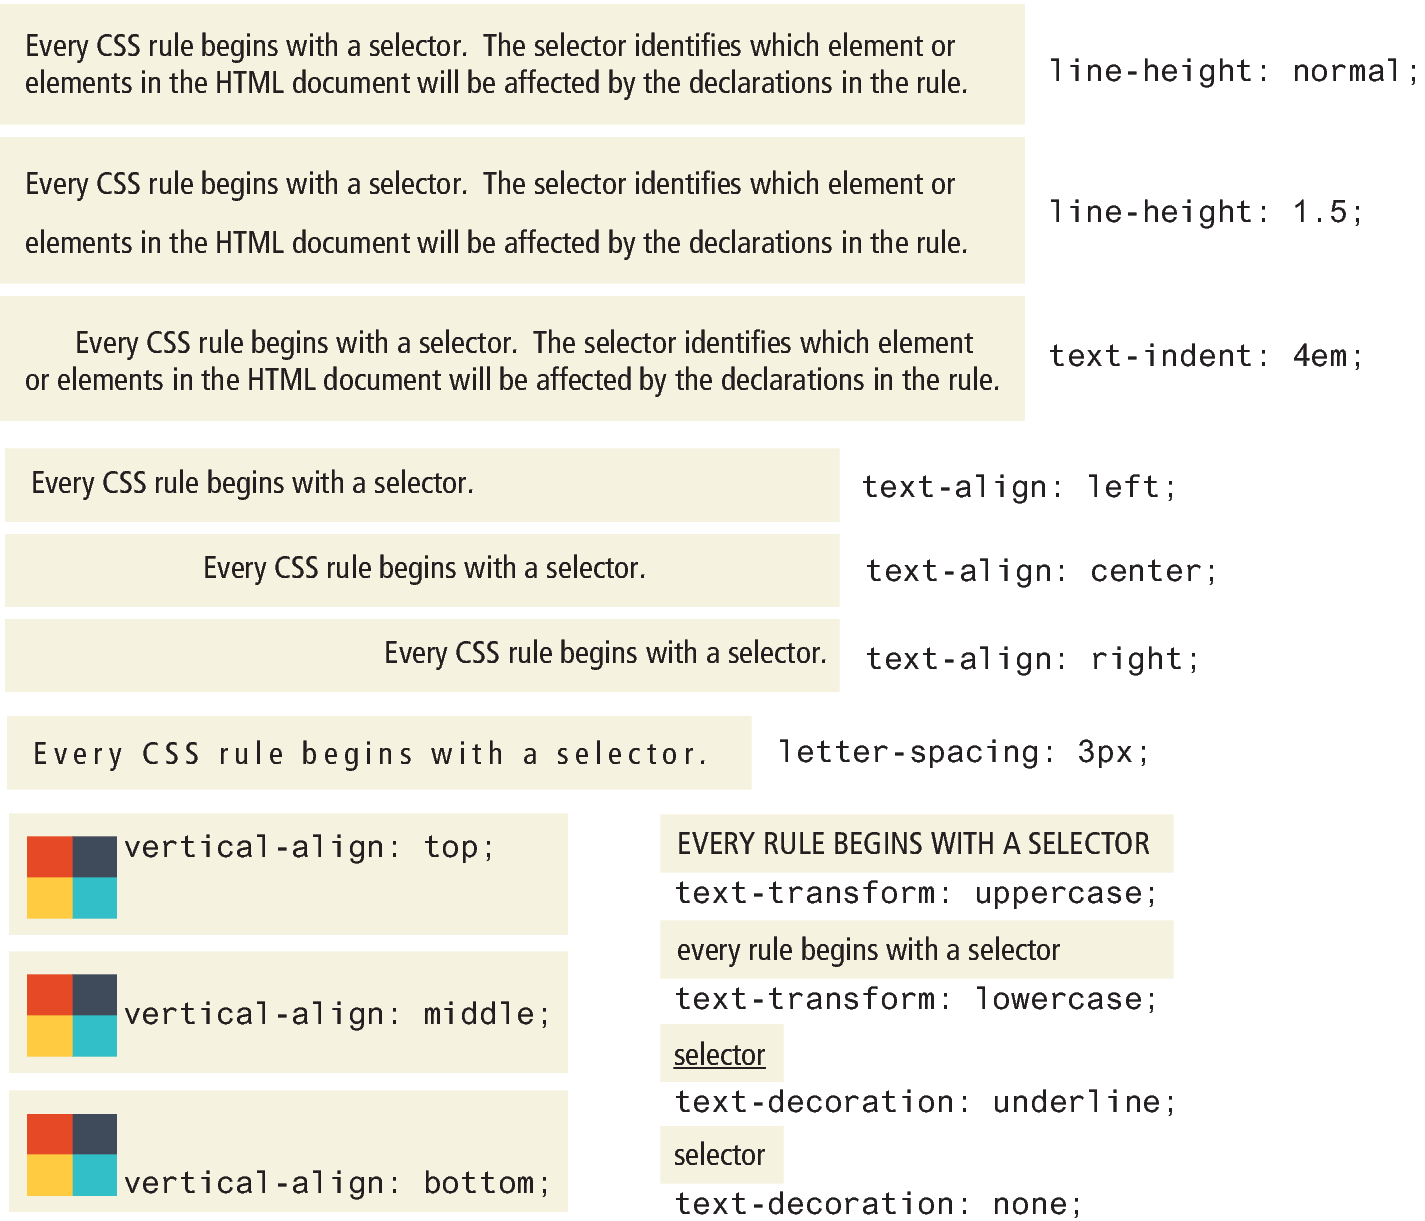 Every CSS rule begins with a selector.  The selector identifies which element or
elements in the HTML document will be affected by the declarations in the rule.
line-height: normal;
Every CSS rule begins with a selector.  The selector identifies which element or
elements in the HTML document will be affected by the declarations in the rule.
line-height: 1.5;
Every CSS rule begins with a selector.  The selector identifies which element
or elements in the HTML document will be affected by the declarations in the rule.
text-indent: 4em;
Every CSS rule begins with a selector.
text-align: left;
Every CSS rule begins with a selector.
text-align: center;
Every CSS rule begins with a selector.
text-align: right;
Every CSS rule begins with a selector.
letter-spacing: 3px;
vertical-align: top;
vertical-align: middle;
vertical-align: bottom;
EVERY RULE BEGINS WITH A SELECTOR
text-transform: uppercase;
every rule begins with a selector
text-transform: lowercase;
selector
text-decoration: underline;
selector
text-decoration: none;